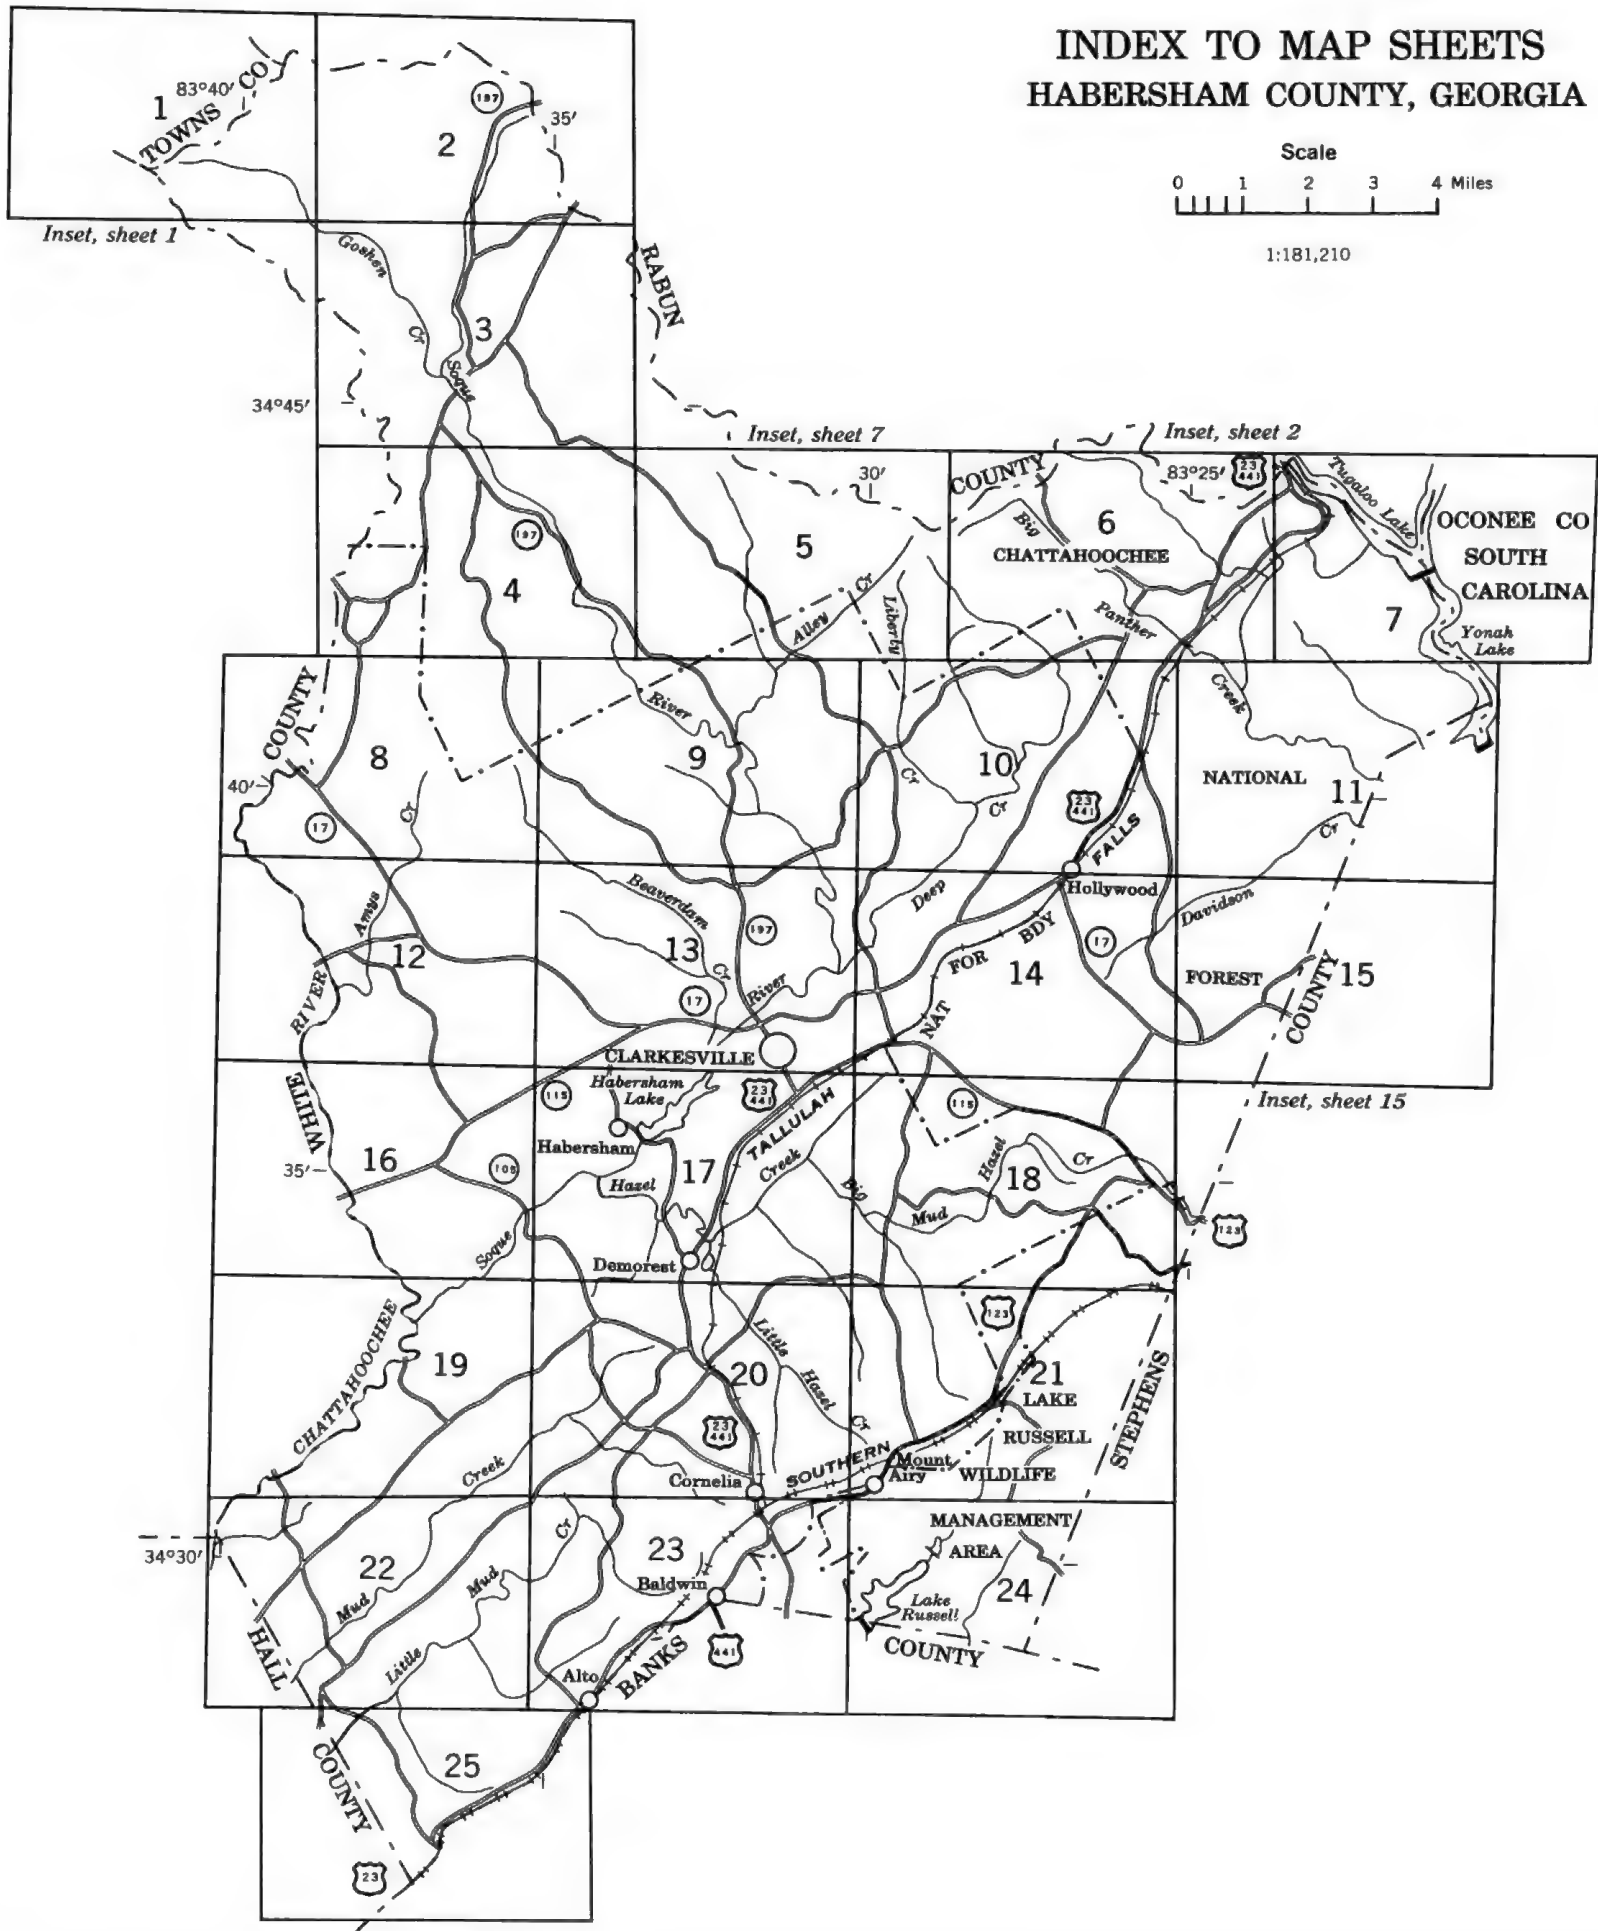 INDEX TO MAP SHEETS
HABERSHAM COUNTY, GEORGIA
Scale
0 1 2 3 4 Miles
1:181,210
1
83°40′
TOWNS CO
2
197
35′
Inset, sheet 1
Goshen
Cr
RABUN
3
Soque
34°45′
Inset, sheet 7
Inset, sheet 2
30′
COUNTY
83°25′
23
441
Tugaloo Lake
Big
6
CHATTAHOOCHEE
OCONEE CO
SOUTH
CAROLINA
197
5
4
Cr
Alley
Liberty
Panther
7
Yonah
Lake
COUNTY
River
Creek
8
9
10
NATIONAL
11
40′
Cr
Cr
Cr
23
441
17
Cr
FALLS
Hollywood
Beaverdam
Deep
Davidson
Amys
197
12
13
Cr
River
17
FOR
BDY
14
17
FOREST
15
COUNTY
RIVER
NAT
CLARKESVILLE
Habersham
Lake
115
23
441
TALLULAH
115
Inset, sheet 15
WHITE
Habersham
35′
16
105
17
Creek
Hazel
Cr
Hazel
18
Big
Mud
123
Soque
Demorest
CHATTAHOOCHEE
Little
123
19
20
Hazel
Cr
21
LAKE
RUSSELL
WILDLIFE
STEPHENS
23
441
Creek
Cornelia
SOUTHERN
Mount
Airy
MANAGEMENT
AREA
34°30′
Cr
23
22
Mud
Mud
Baldwin
24
Lake
Russell
COUNTY
441
HALL
Little
Alto
BANKS
COUNTY
25
23